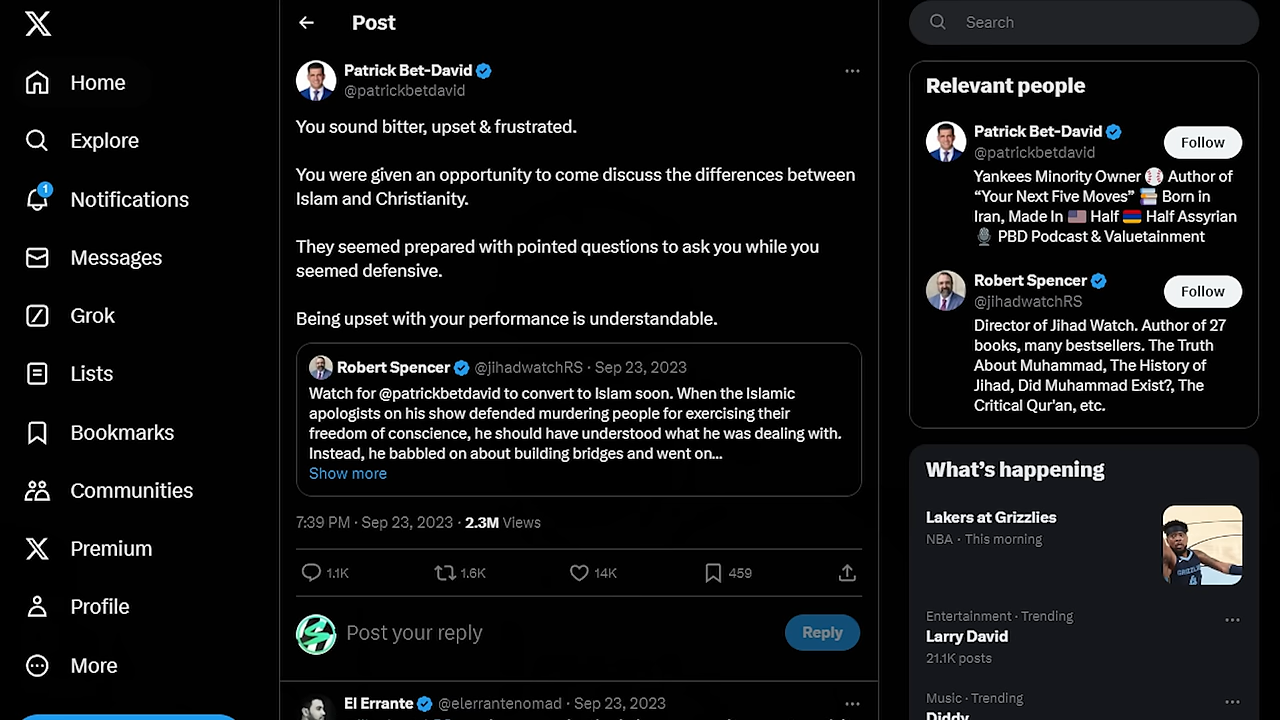 Home
Explore
1
Notifications
Messages
Grok
Lists
Bookmarks
Communities
Premium
Profile
More
Post
Patrick Bet-David
@patrickbetdavid
You sound bitter, upset & frustrated.
You were given an opportunity to come discuss the differences between
Islam and Christianity.
They seemed prepared with pointed questions to ask you while you
seemed defensive.
Being upset with your performance is understandable.
Robert Spencer @jihadwatchRS · Sep 23, 2023
Watch for @patrickbetdavid to convert to Islam soon. When the Islamic
apologists on his show defended murdering people for exercising their
freedom of conscience, he should have understood what he was dealing with.
Instead, he babbled on about building bridges and went on...
Show more
7:39 PM · Sep 23, 2023 · 2.3M Views
1.1K 1.6K 14K 459
Post your reply Reply
El Errante @elerrantenomad · Sep 23, 2023
Search
Relevant people
Patrick Bet-David
@patrickbetdavid
Follow
Yankees Minority Owner ⚾ Author of
“Your Next Five Moves” 📚 Born in
Iran, Made In 🇺🇸 Half 🇦🇲 Half Assyrian
🎙️ PBD Podcast & Valuetainment
Robert Spencer
@jihadwatchRS
Follow
Director of Jihad Watch. Author of 27
books, many bestsellers. The Truth
About Muhammad, The History of
Jihad, Did Muhammad Exist?, The
Critical Qur'an, etc.
What’s happening
Lakers at Grizzlies
NBA · This morning
Entertainment · Trending
Larry David
21.1K posts
Music · Trending
Diddy